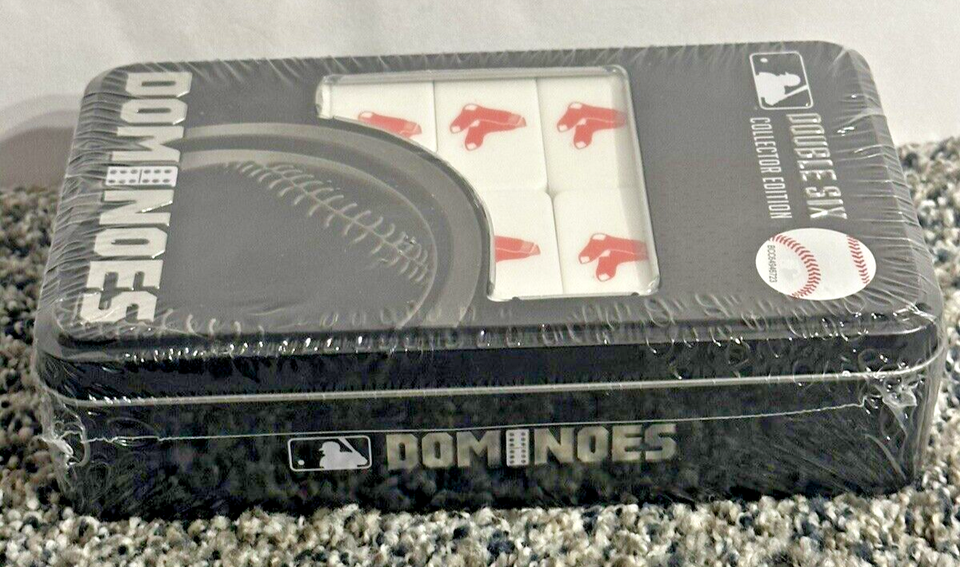 DOMINOES
DOUBLE SIX
COLLECTOR EDITION
DOMINOES